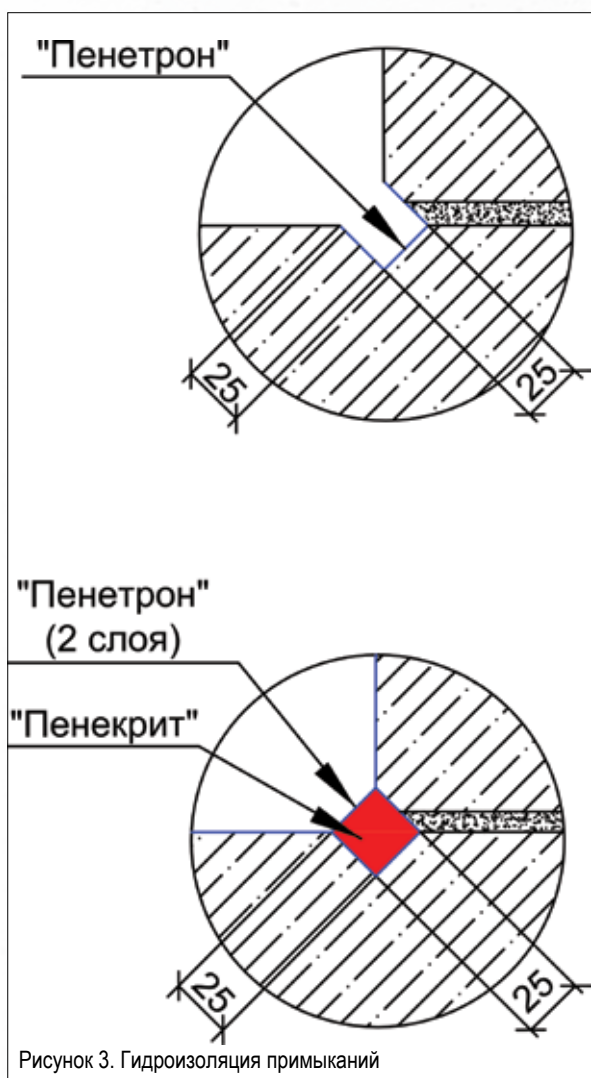 "Пенетрон"
25
25
"Пенетрон"
(2 слоя)
"Пенекрит"
25
25
Рисунок 3. Гидроизоляция примыканий